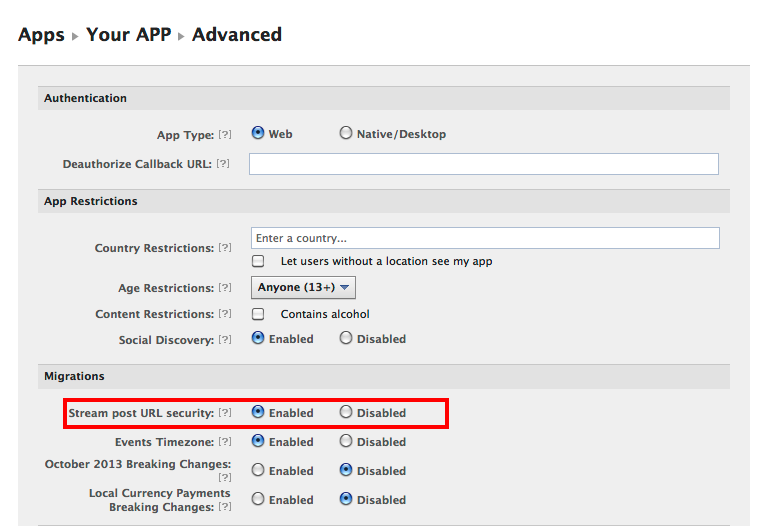 Apps ▸ Your APP ▸ Advanced
Authentication
App Type: [?] Web Native/Desktop
Deauthorize Callback URL: [?]
App Restrictions
Country Restrictions: [?] Enter a country...
Let users without a location see my app
Age Restrictions: [?] Anyone (13+)
Content Restrictions: [?] Contains alcohol
Social Discovery: [?] Enabled Disabled
Migrations
Stream post URL security: [?] Enabled Disabled
Events Timezone: [?] Enabled Disabled
October 2013 Breaking Changes: Enabled Disabled
[?]
Local Currency Payments Enabled Disabled
Breaking Changes: [?]